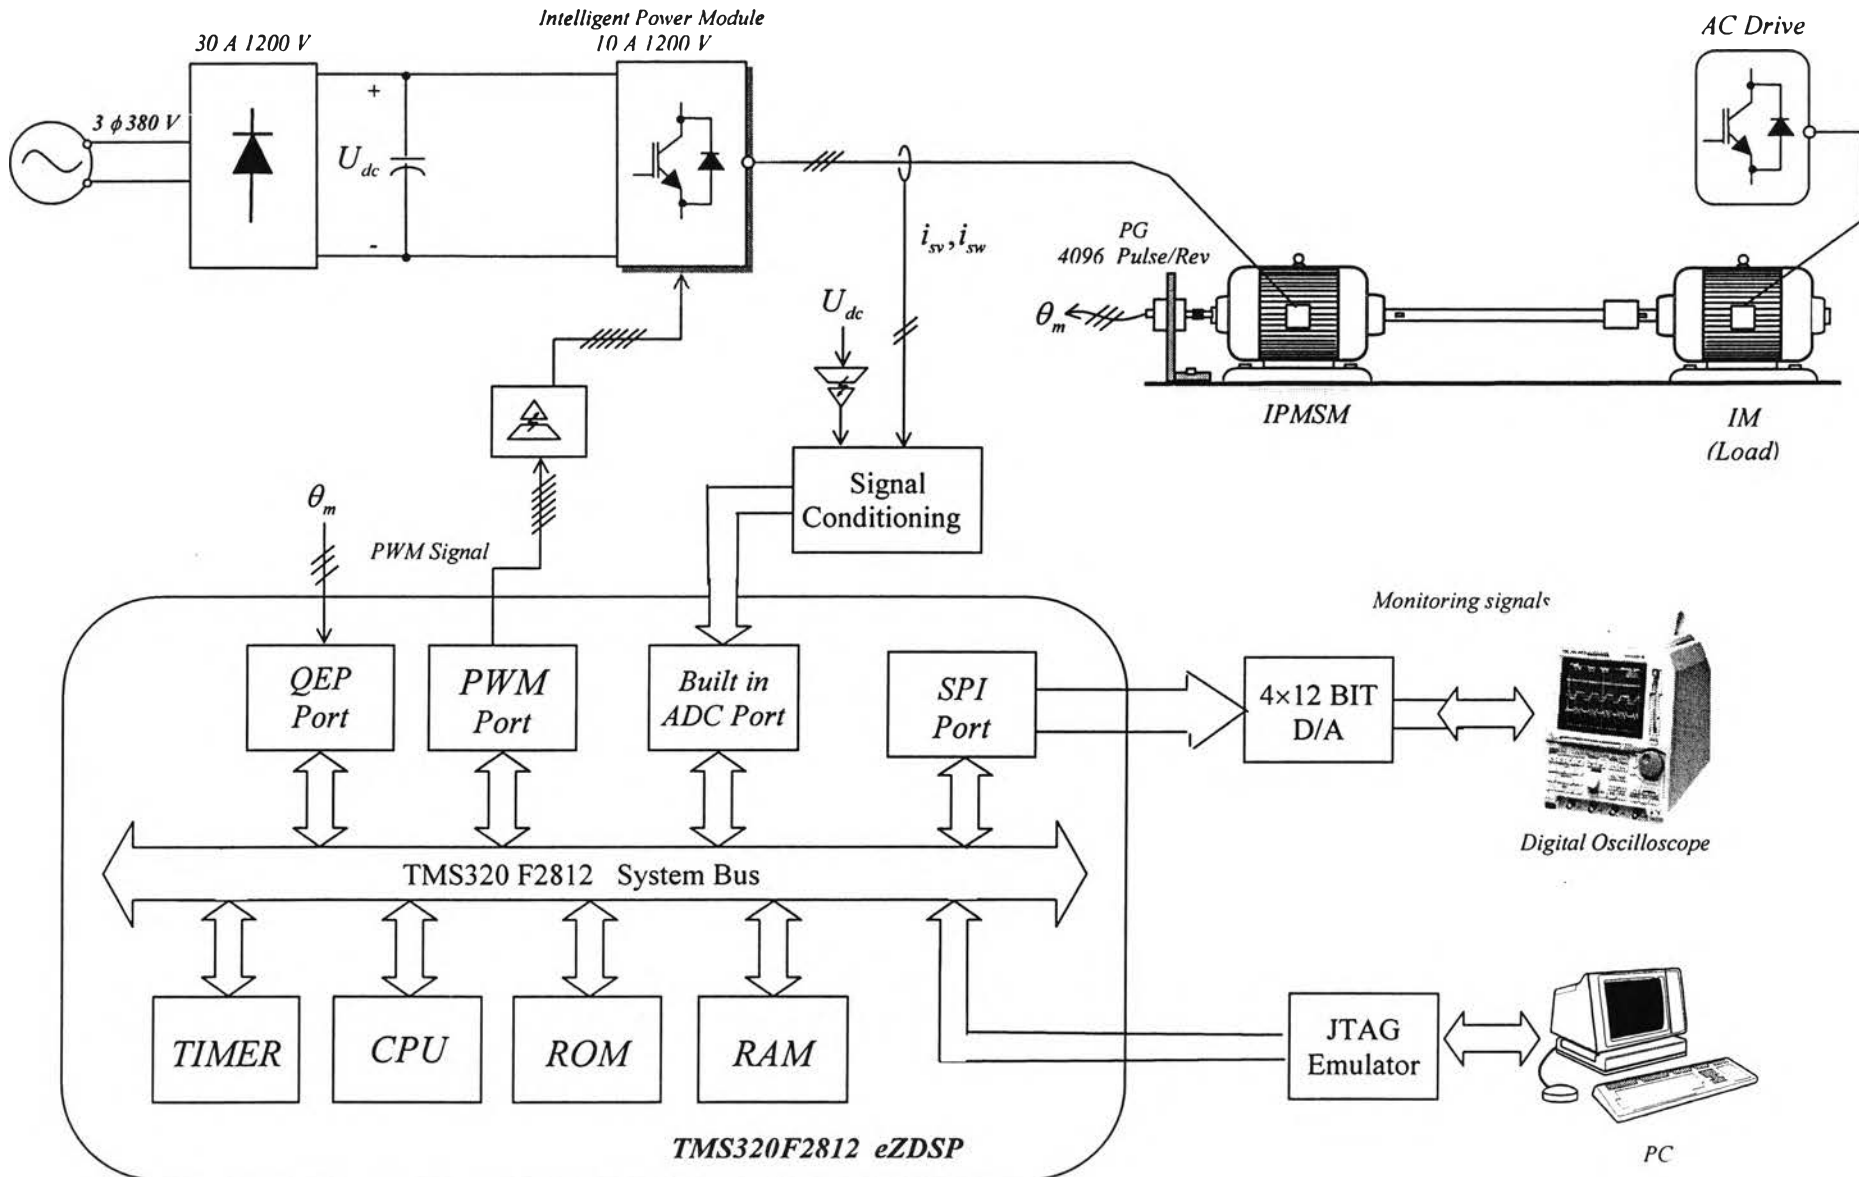 Intelligent Power Module
30 A 1200 V
10 A 1200 V
AC Drive
3 ϕ 380 V
+
U_dc
-
i_sv, i_sw
PG
4096 Pulse/Rev
U_dc
θ_m
IPMSM
IM
(Load)
θ_m
PWM Signal
Signal
Conditioning
Monitoring signals
QEP
Port
PWM
Port
Built in
ADC Port
SPI
Port
4×12 BIT
D/A
Digital Oscilloscope
TMS320 F2812 System Bus
TIMER
CPU
ROM
RAM
JTAG
Emulator
TMS320F2812 eZDSP
PC